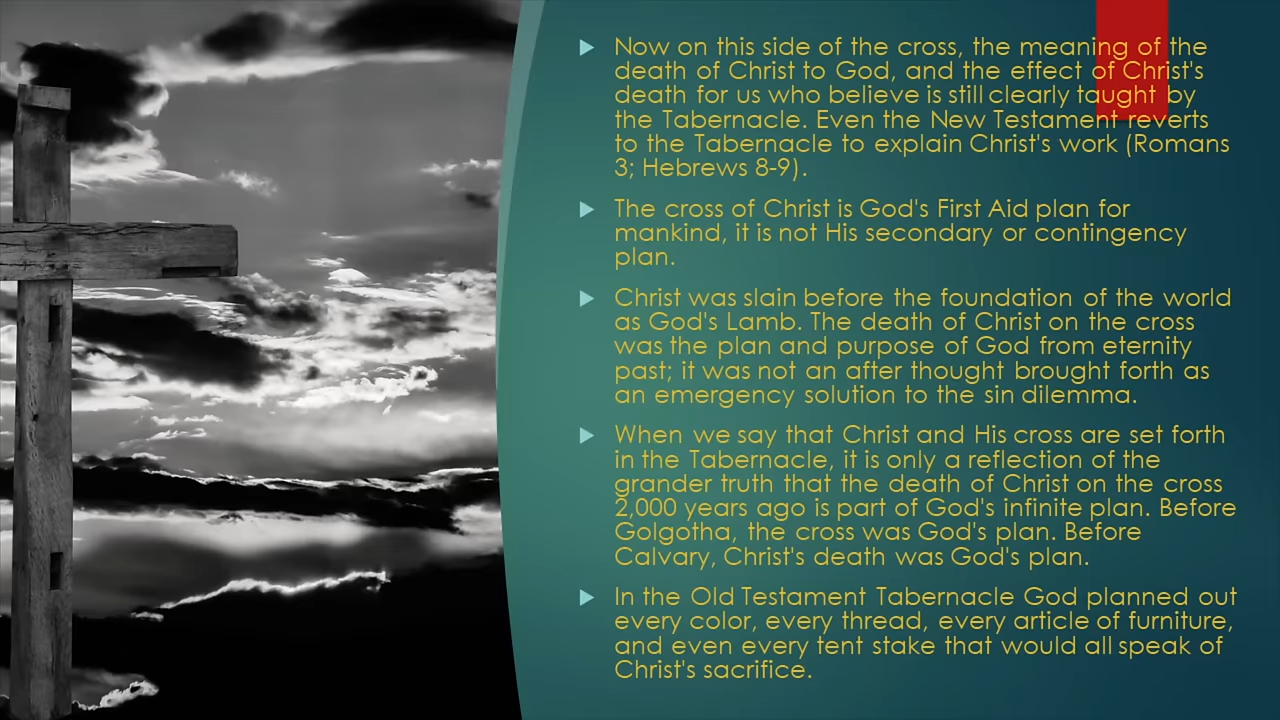 Now on this side of the cross, the meaning of the
death of Christ to God, and the effect of Christ's
death for us who believe is still clearly taught by
the Tabernacle. Even the New Testament reverts
to the Tabernacle to explain Christ's work (Romans
3; Hebrews 8-9).
The cross of Christ is God's First Aid plan for
mankind, it is not His secondary or contingency
plan.
Christ was slain before the foundation of the world
as God's Lamb. The death of Christ on the cross
was the plan and purpose of God from eternity
past; it was not an after thought brought forth as
an emergency solution to the sin dilemma.
When we say that Christ and His cross are set forth
in the Tabernacle, it is only a reflection of the
grander truth that the death of Christ on the cross
2,000 years ago is part of God's infinite plan. Before
Golgotha, the cross was God's plan. Before
Calvary, Christ's death was God's plan.
In the Old Testament Tabernacle God planned out
every color, every thread, every article of furniture,
and even every tent stake that would all speak of
Christ's sacrifice.